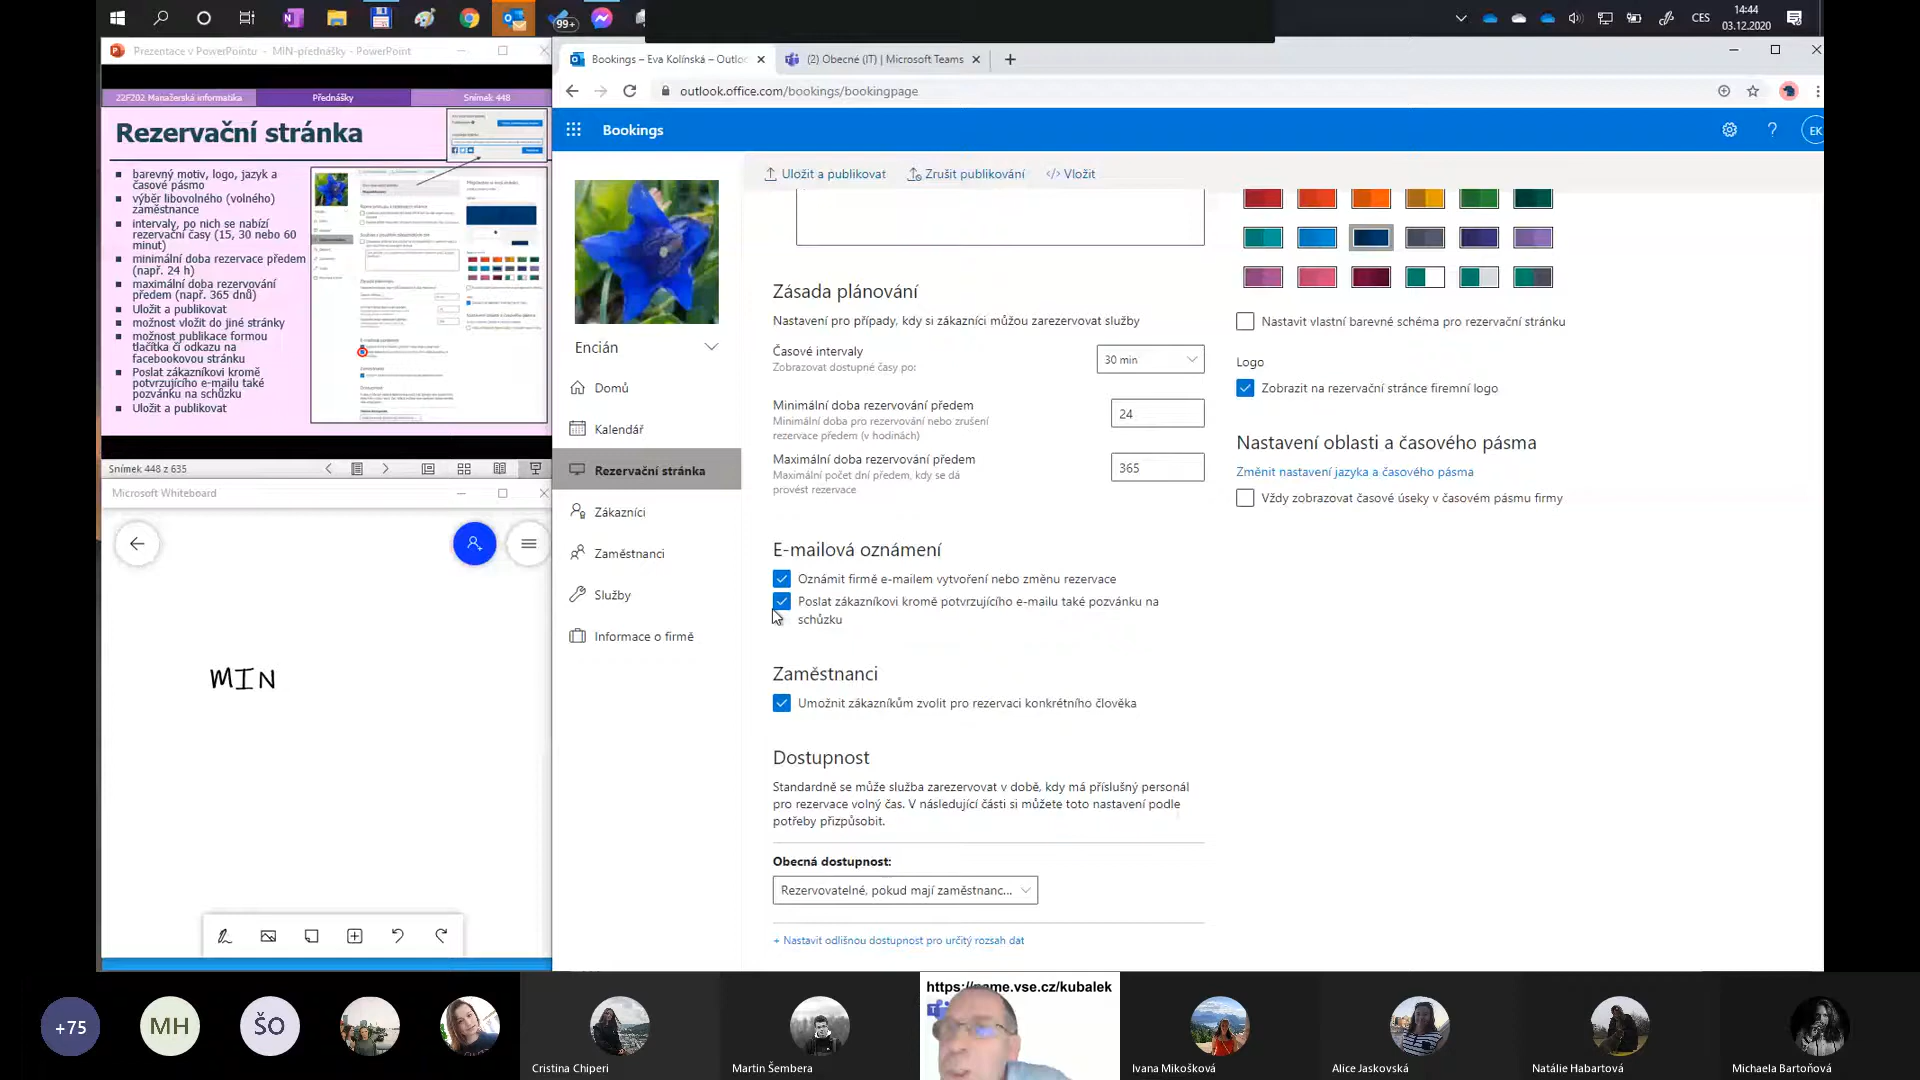 99+
CES
14:44
03.12.2020
Prezentace v PowerPointu - MIN-přednášky - PowerPoint
22F202 Manažerská informatika
Přednášky
Snímek 448
Rezervační stránka
barevný motiv, logo, jazyk a
časové pásmo
výběr libovolného (volného)
zaměstnance
intervaly, po nich se nabízí
rezervační časy (15, 30 nebo 60
minut)
minimální doba rezervace předem
(např. 24 h)
maximální doba rezervování
předem (např. 365 dnů)
Uložit a publikovat
možnost vložit do jiné stránky
možnost publikace formou
tlačítka či odkazu na
facebookovou stránku
Poslat zákazníkovi kromě
potvrzujícího e-mailu také
pozvánku na schůzku
Uložit a publikovat
Snímek 448 z 635
Microsoft Whiteboard
MIN
Bookings – Eva Kolínská – Outlo
(2) Obecné (IT) | Microsoft Teams
outlook.office.com/bookings/bookingpage
Bookings
EK
Uložit a publikovat
Zrušit publikování
</> Vložit
Encián
Domů
Kalendář
Rezervační stránka
Zákazníci
Zaměstnanci
Služby
Informace o firmě
Zásada plánování
Nastavení pro případy, kdy si zákazníci můžou zarezervovat služby
Časové intervaly
Zobrazovat dostupné časy po:
30 min
Minimální doba rezervování předem
Minimální doba pro rezervování nebo zrušení
rezervace předem (v hodinách)
24
Maximální doba rezervování předem
Maximální počet dní předem, kdy se dá
provést rezervace
365
E-mailová oznámení
Oznámit firmě e-mailem vytvoření nebo změnu rezervace
Poslat zákazníkovi kromě potvrzujícího e-mailu také pozvánku na
schůzku
Zaměstnanci
Umožnit zákazníkům zvolit pro rezervaci konkrétního člověka
Dostupnost
Standardně se může služba zarezervovat v době, kdy má příslušný personál
pro rezervace volný čas. V následující části si můžete toto nastavení podle
potřeby přizpůsobit.
Obecná dostupnost:
Rezervovatelné, pokud mají zaměstnanc...
+ Nastavit odlišnou dostupnost pro určitý rozsah dat
Nastavit vlastní barevné schéma pro rezervační stránku
Logo
Zobrazit na rezervační stránce firemní logo
Nastavení oblasti a časového pásma
Změnit nastavení jazyka a časového pásma
Vždy zobrazovat časové úseky v časovém pásmu firmy
+75
MH
ŠO
Cristina Chiperi
Martin Šembera
Ivana Mikošková
Alice Jaskovská
Natálie Habartová
Michaela Bartoňová